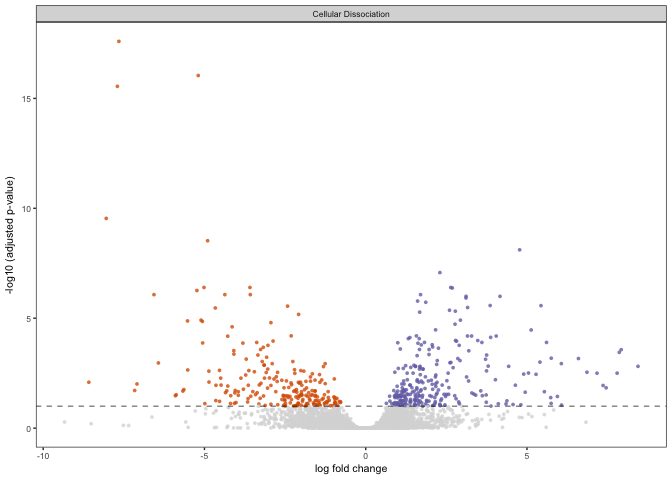 Cellular Dissociation
15
10
5
0
-log10 (adjusted p-value)
-10 -5 0 5
log fold change